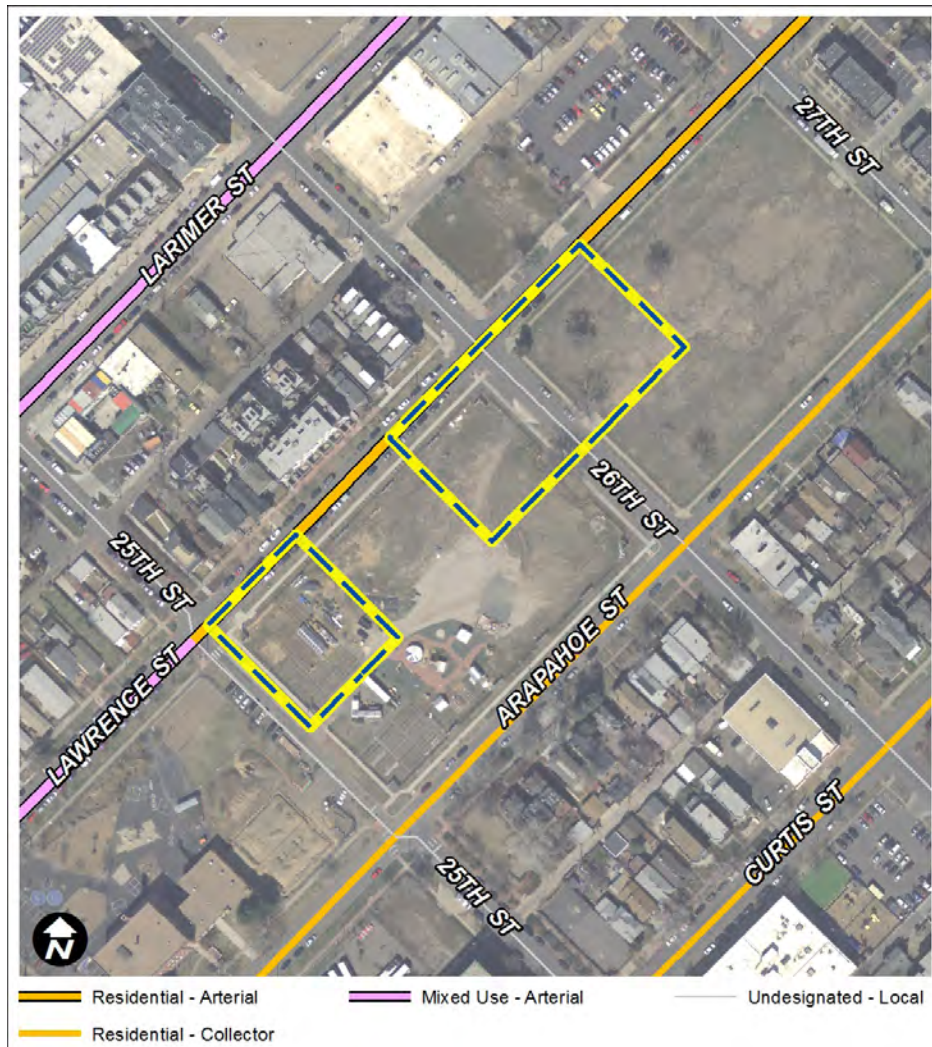 27TH ST
LARIMER ST
26TH ST
25TH ST
LAWRENCE ST
ARAPAHOE ST
CURTIS ST
25TH ST
N
Residential - Arterial
Mixed Use - Arterial
Undesignated - Local
Residential - Collector